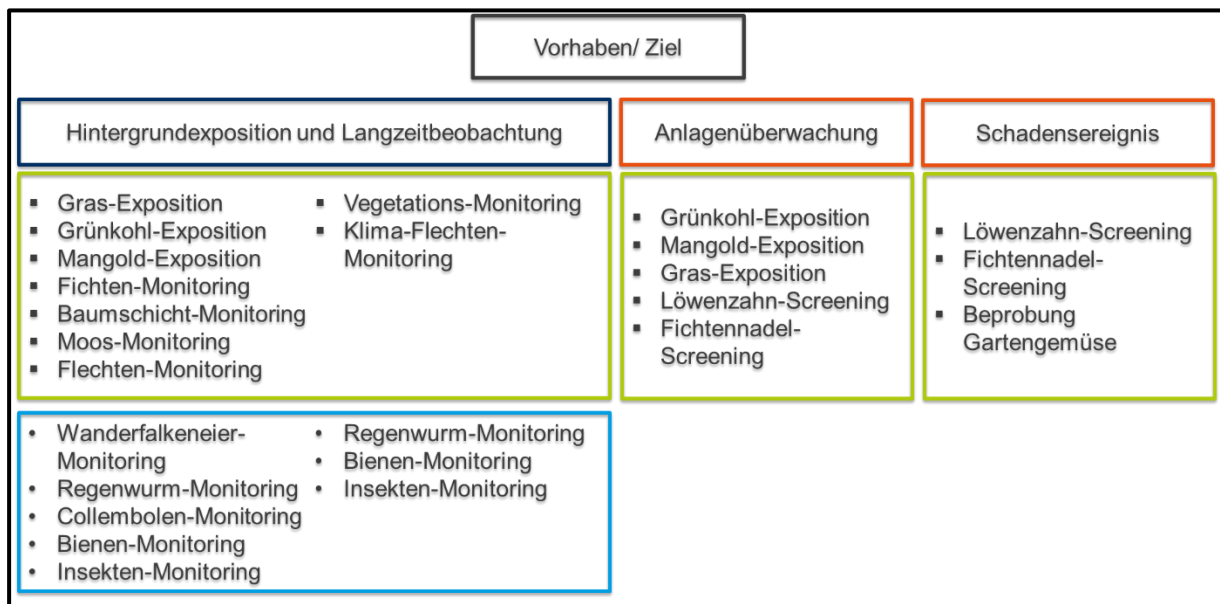 Vorhaben/ Ziel
Hintergrundexposition und Langzeitbeobachtung
▪ Gras-Exposition
▪ Grünkohl-Exposition
▪ Mangold-Exposition
▪ Fichten-Monitoring
▪ Baumschicht-Monitoring
▪ Moos-Monitoring
▪ Flechten-Monitoring
▪ Vegetations-Monitoring
▪ Klima-Flechten-
Monitoring
• Wanderfalkeneier-
Monitoring
• Regenwurm-Monitoring
• Collembolen-Monitoring
• Bienen-Monitoring
• Insekten-Monitoring
• Regenwurm-Monitoring
• Bienen-Monitoring
• Insekten-Monitoring
Anlagenüberwachung
▪ Grünkohl-Exposition
▪ Mangold-Exposition
▪ Gras-Exposition
▪ Löwenzahn-Screening
▪ Fichtennadel-
Screening
Schadensereignis
▪ Löwenzahn-Screening
▪ Fichtennadel-
Screening
▪ Beprobung
Gartengemüse